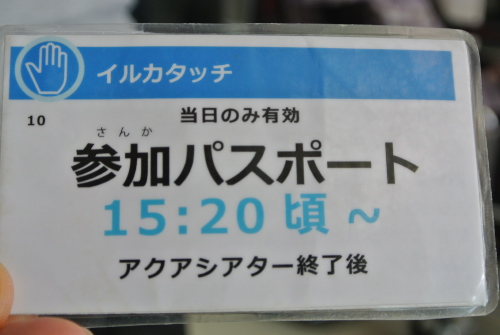 イルカタッチ
10
当日のみ有効
さんか
参加パスポート
15:20 頃 ~
アクアシアター終了後